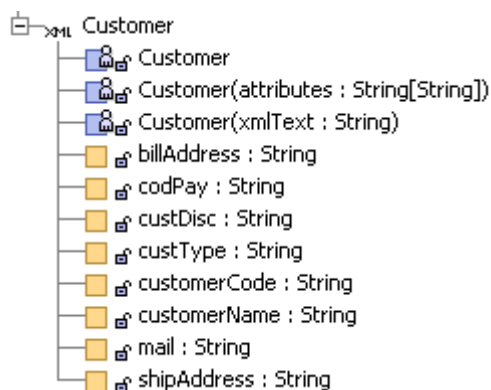 XML Customer
Customer
Customer(attributes : String[String])
Customer(xmlText : String)
billAddress : String
codPay : String
custDisc : String
custType : String
customerCode : String
customerName : String
mail : String
shipAddress : String